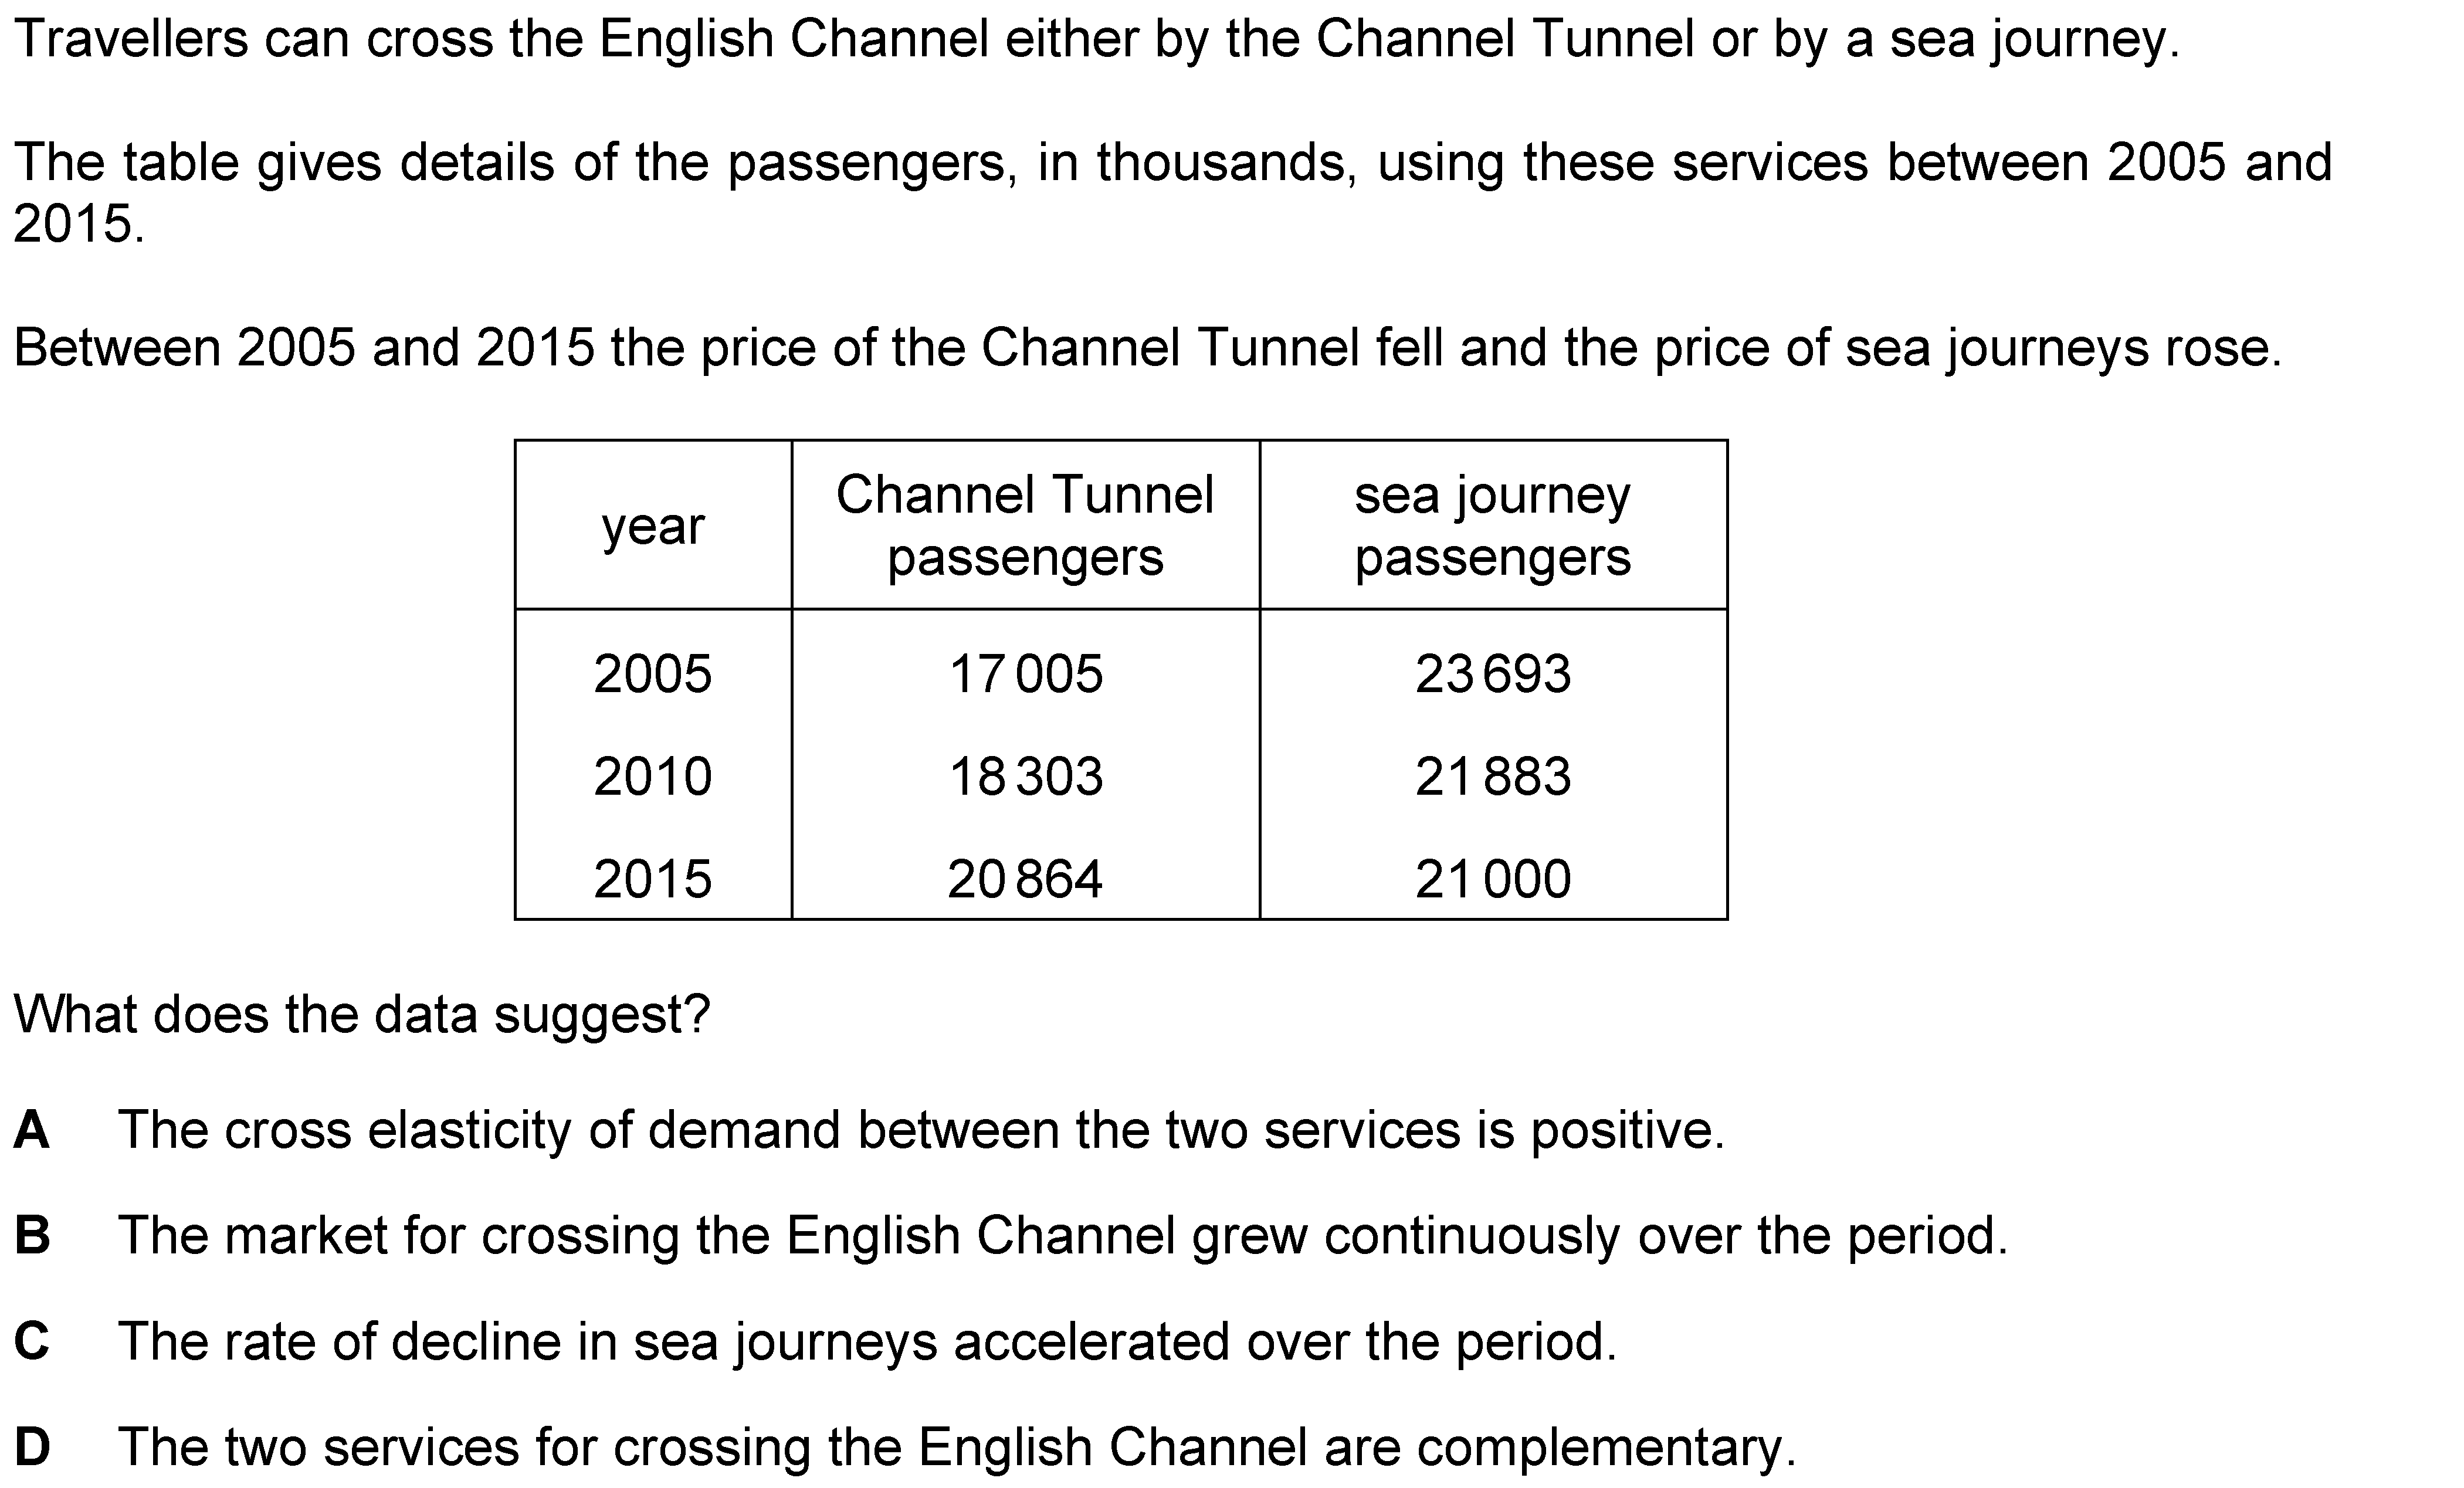 Travellers can cross the English Channel either by the Channel Tunnel or by a sea journey.
The table gives details of the passengers, in thousands, using these services between 2005 and
2015.
Between 2005 and 2015 the price of the Channel Tunnel fell and the price of sea journeys rose.
year Channel Tunnel passengers sea journey passengers
2005 17 005 23 693
2010 18 303 21 883
2015 20 864 21 000
What does the data suggest?
A The cross elasticity of demand between the two services is positive.
B The market for crossing the English Channel grew continuously over the period.
C The rate of decline in sea journeys accelerated over the period.
D The two services for crossing the English Channel are complementary.